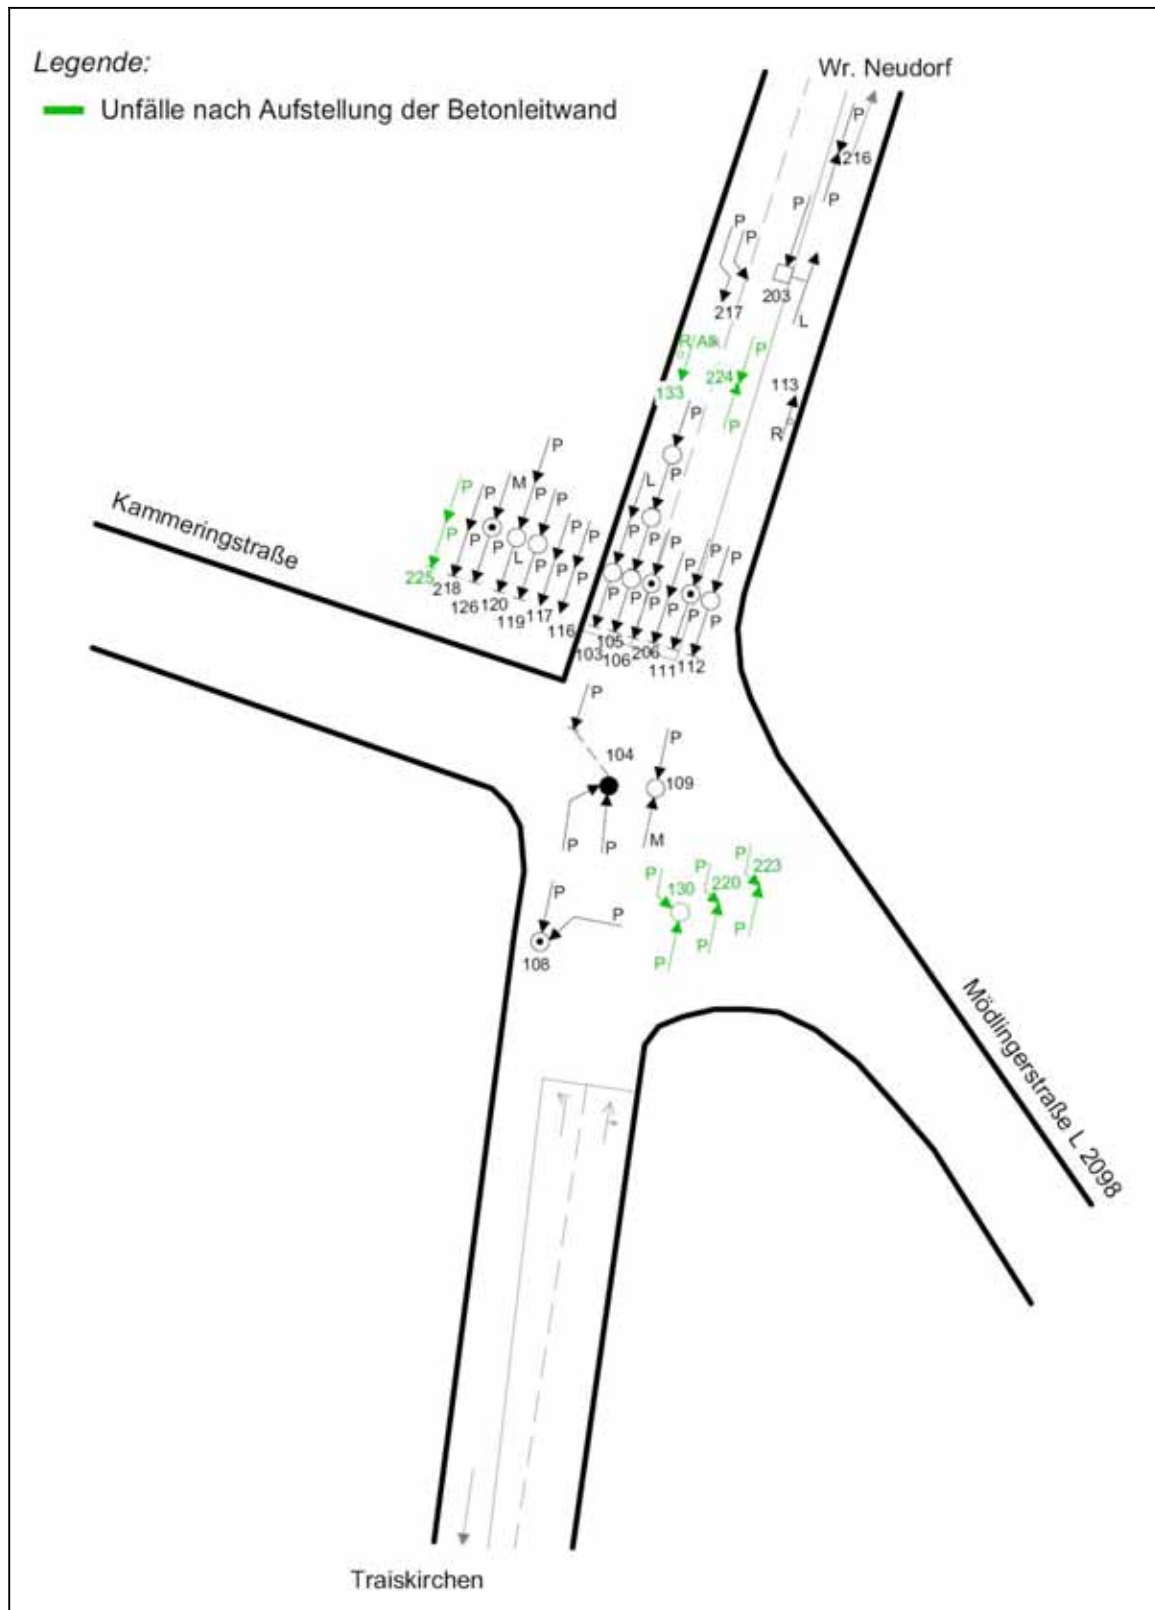 Legende:
Unfälle nach Aufstellung der Betonleitwand
Wr. Neudorf
P
216
P
P
P
P
217
203
L
R Alk
133
224
P
P
113
R
P
P
L
P
P
M
P
P
P
P
P
P
P
P
L
P
P
P
P
P
P
P
P
P
P
P
P
P
P
225
218
126
120
119
117
116
103
105
106
206
111
112
Kammeringstraße
P
104
P
P
P
109
M
P
P
108
P
130
P
P
220
P
P
223
P
Mödlingerstraße L 2098
Traiskirchen